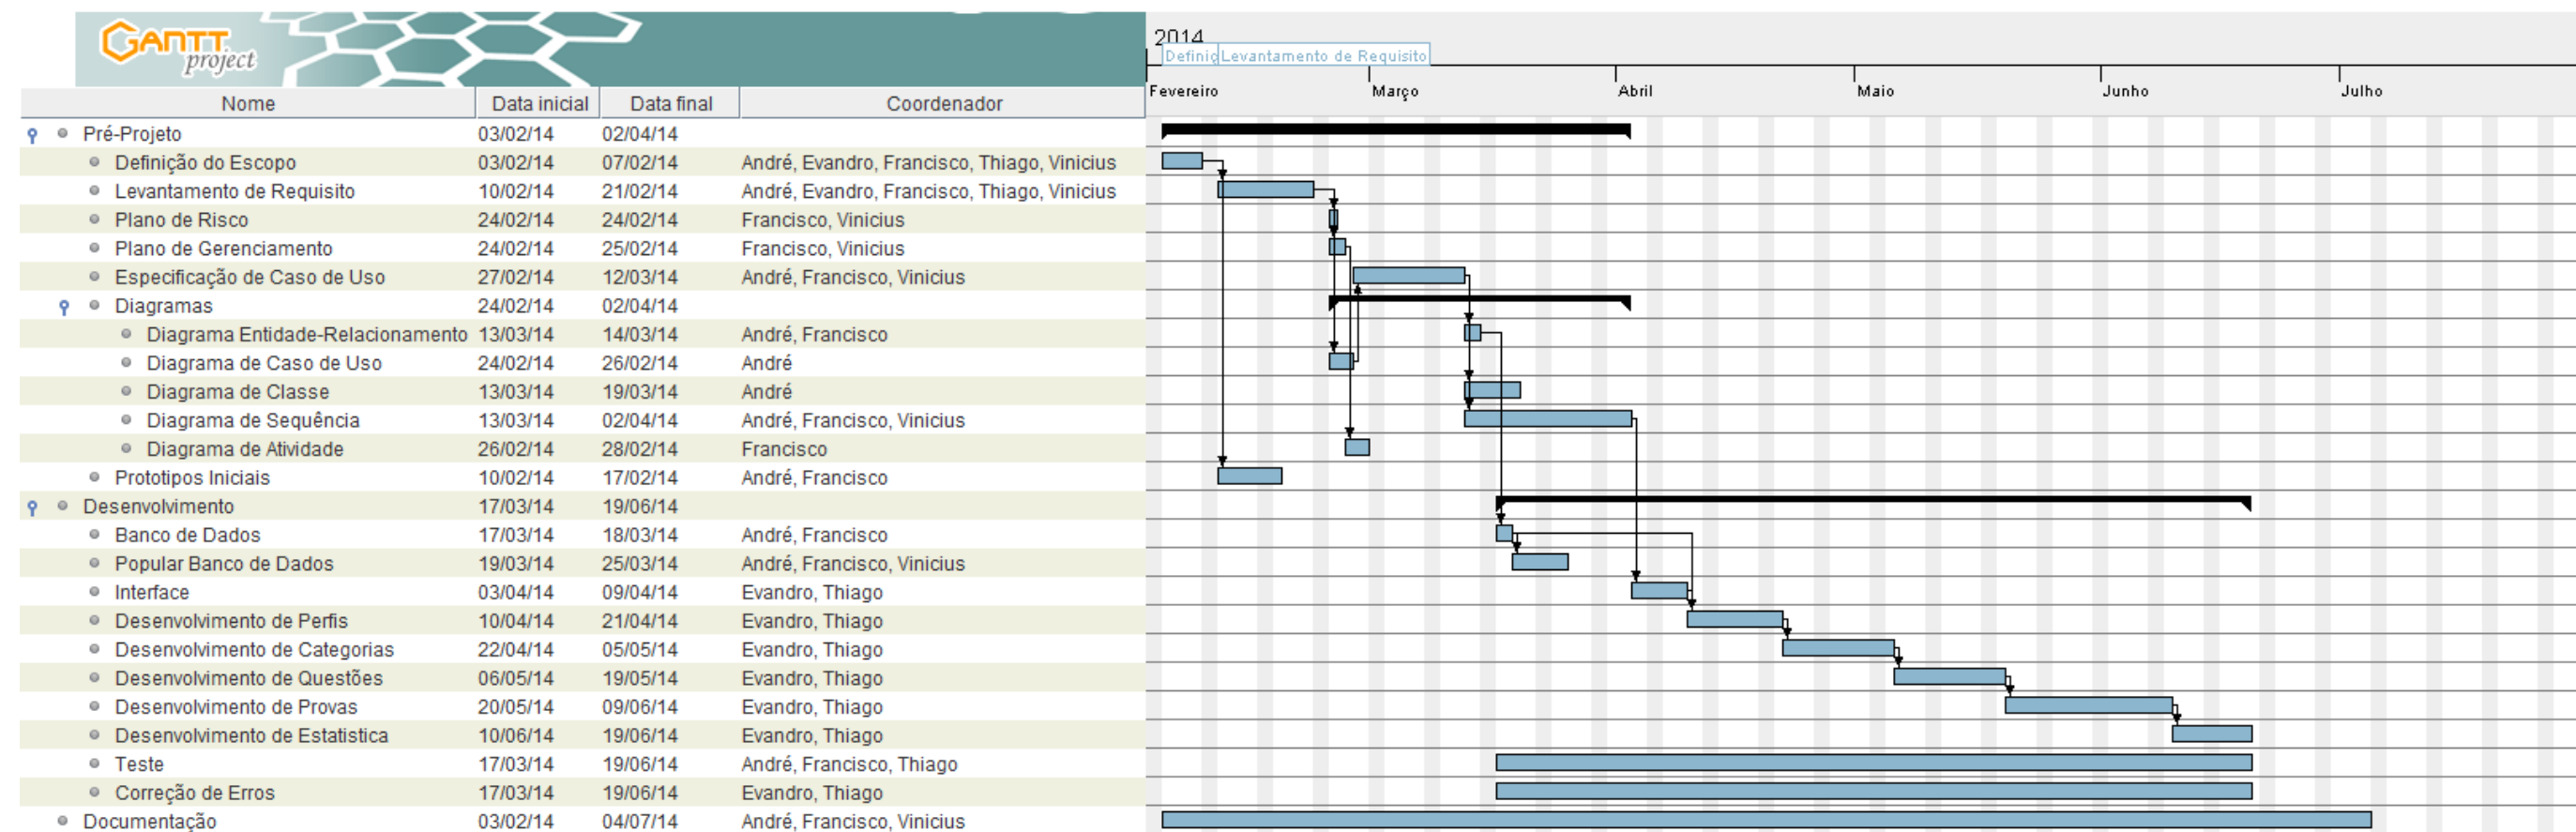 GANTT
project
2014
Definiç Levantamento de Requisito
Fevereiro Março Abril Maio Junho Julho
Nome Data inicial Data final Coordenador
Pré-Projeto 03/02/14 02/04/14
Definição do Escopo 03/02/14 07/02/14 André, Evandro, Francisco, Thiago, Vinicius
Levantamento de Requisito 10/02/14 21/02/14 André, Evandro, Francisco, Thiago, Vinicius
Plano de Risco 24/02/14 24/02/14 Francisco, Vinicius
Plano de Gerenciamento 24/02/14 25/02/14 Francisco, Vinicius
Especificação de Caso de Uso 27/02/14 12/03/14 André, Francisco, Vinicius
Diagramas 24/02/14 02/04/14
Diagrama Entidade-Relacionamento 13/03/14 14/03/14 André, Francisco
Diagrama de Caso de Uso 24/02/14 26/02/14 André
Diagrama de Classe 13/03/14 19/03/14 André
Diagrama de Sequência 13/03/14 02/04/14 André, Francisco, Vinicius
Diagrama de Atividade 26/02/14 28/02/14 Francisco
Prototipos Iniciais 10/02/14 17/02/14 André, Francisco
Desenvolvimento 17/03/14 19/06/14
Banco de Dados 17/03/14 18/03/14 André, Francisco
Popular Banco de Dados 19/03/14 25/03/14 André, Francisco, Vinicius
Interface 03/04/14 09/04/14 Evandro, Thiago
Desenvolvimento de Perfis 10/04/14 21/04/14 Evandro, Thiago
Desenvolvimento de Categorias 22/04/14 05/05/14 Evandro, Thiago
Desenvolvimento de Questões 06/05/14 19/05/14 Evandro, Thiago
Desenvolvimento de Provas 20/05/14 09/06/14 Evandro, Thiago
Desenvolvimento de Estatistica 10/06/14 19/06/14 Evandro, Thiago
Teste 17/03/14 19/06/14 André, Francisco, Thiago
Correção de Erros 17/03/14 19/06/14 Evandro, Thiago
Documentação 03/02/14 04/07/14 André, Francisco, Vinicius